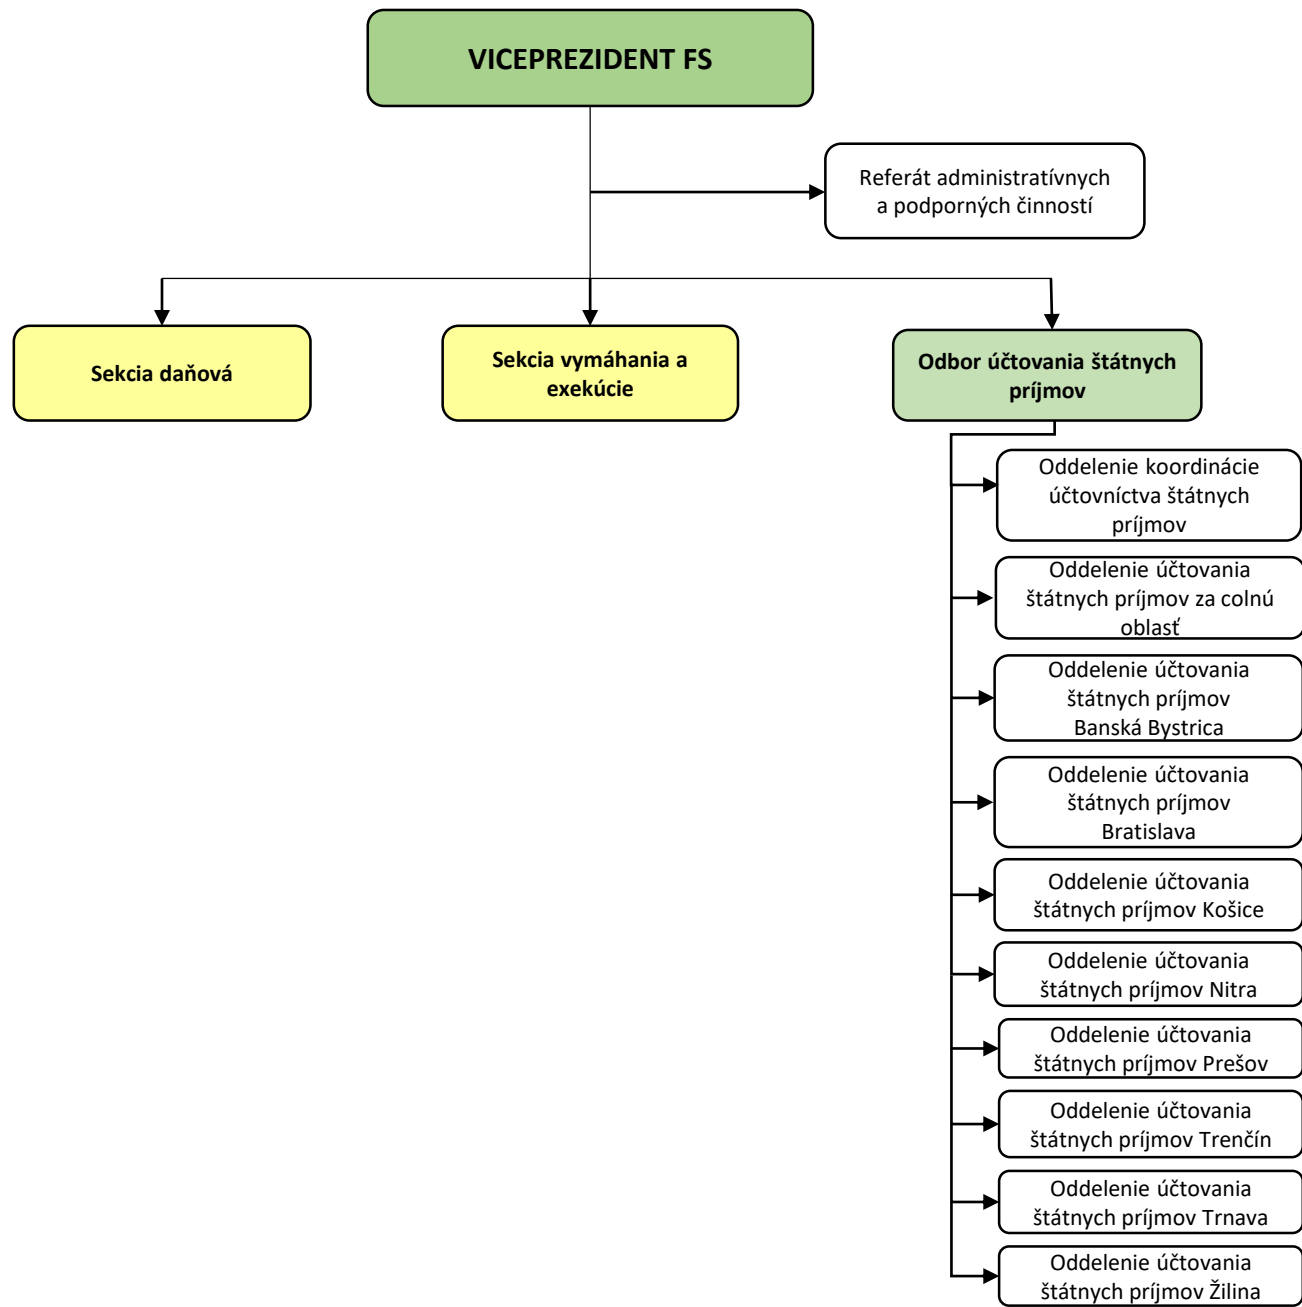 VICEPREZIDENT FS
Referát administratívnych
a podporných činností
Sekcia daňová
Sekcia vymáhania a
exekúcie
Odbor účtovania štátnych
príjmov
Oddelenie koordinácie
účtovníctva štátnych
príjmov
Oddelenie účtovania
štátnych príjmov za colnú
oblasť
Oddelenie účtovania
štátnych príjmov
Banská Bystrica
Oddelenie účtovania
štátnych príjmov
Bratislava
Oddelenie účtovania
štátnych príjmov Košice
Oddelenie účtovania
štátnych príjmov Nitra
Oddelenie účtovania
štátnych príjmov Prešov
Oddelenie účtovania
štátnych príjmov Trenčín
Oddelenie účtovania
štátnych príjmov Trnava
Oddelenie účtovania
štátnych príjmov Žilina